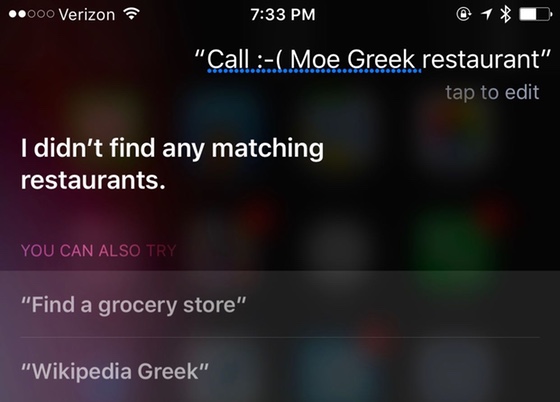 Verizon 7:33 PM
“Call :-( Moe Greek restaurant”
tap to edit
I didn’t find any matching
restaurants.
YOU CAN ALSO TRY
“Find a grocery store”
“Wikipedia Greek”